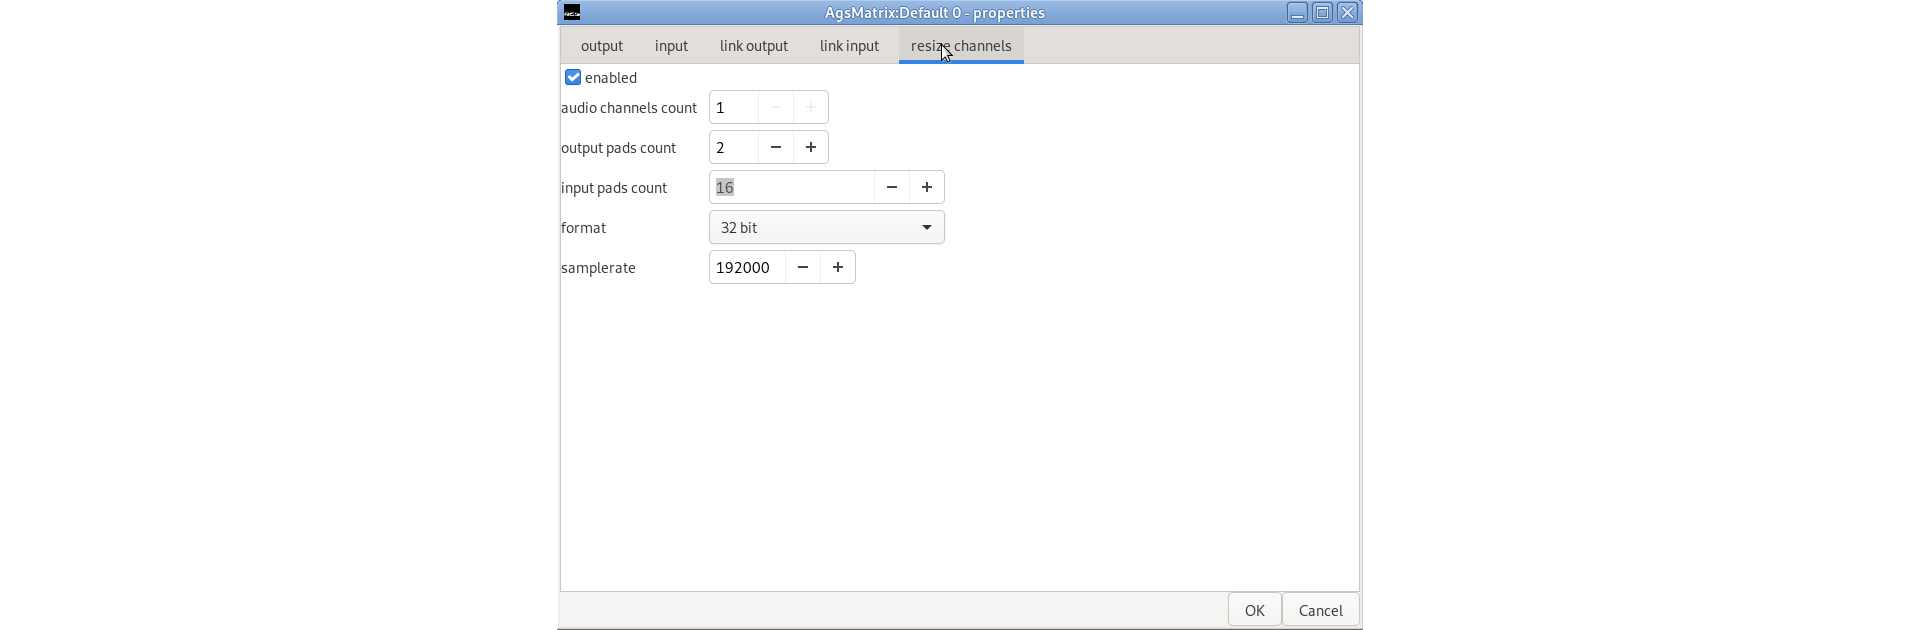 AgsMatrix:Default 0 - properties
output input link output link input resize channels
enabled
audio channels count 1
output pads count 2
input pads count 16
format 32 bit
samplerate 192000
OK Cancel